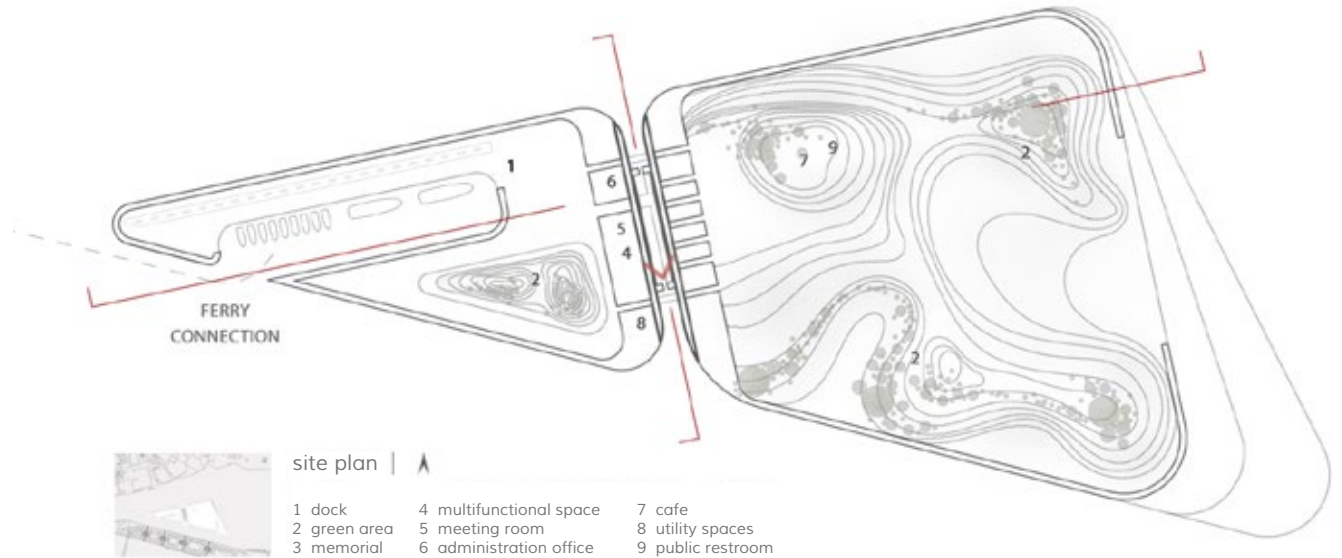 1
6
5
4
2
8
7 9
2
2
FERRY
CONNECTION
site plan
1 dock
2 green area
3 memorial
4 multifunctional space
5 meeting room
6 administration office
7 cafe
8 utility spaces
9 public restroom